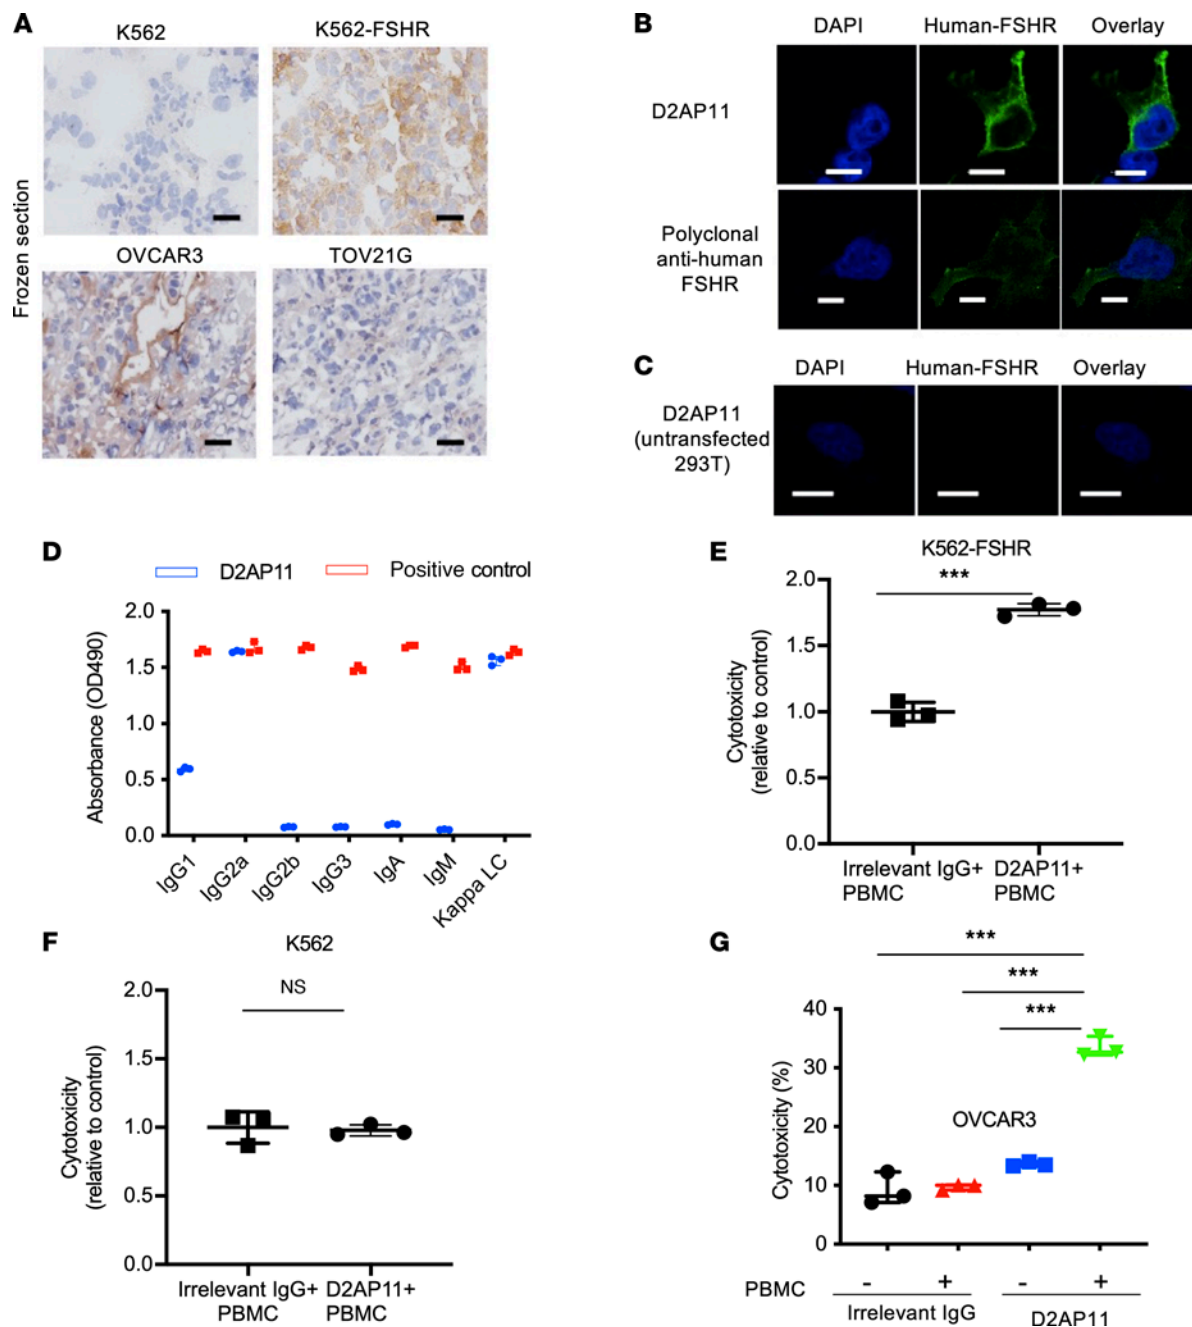 A
K562
K562-FSHR
Frozen section
OVCAR3
TOV21G
B
DAPI
Human-FSHR
Overlay
D2AP11
Polyclonal
anti-human
FSHR
C
DAPI
Human-FSHR
Overlay
D2AP11
(untransfected
293T)
D
D2AP11
Positive control
Absorbance (OD490)
2.0
1.5
1.0
0.5
0.0
IgG1
IgG2a
IgG2b
IgG3
IgA
IgM
Kappa LC
E
K562-FSHR
***
Cytotoxicity
(relative to control)
2.0
1.5
1.0
0.5
0.0
Irrelevant IgG+
PBMC
D2AP11+
PBMC
F
K562
NS
Cytotoxicity
(relative to control)
2.0
1.5
1.0
0.5
0.0
Irrelevant IgG+
PBMC
D2AP11+
PBMC
G
***
***
***
Cytotoxicity (%)
40
30
20
10
0
OVCAR3
PBMC - + - +
Irrelevant IgG
D2AP11